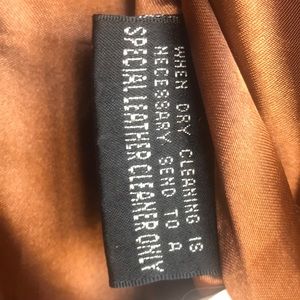 WHEN DRY CLEANING IS
NECESSARY SEND TO A
SPECIAL LEATHER CLEANER ONLY